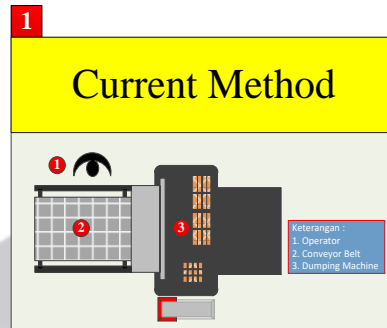 1
Current Method
1
2
3
Keterangan :
1. Operator
2. Conveyor Belt
3. Dumping Machine